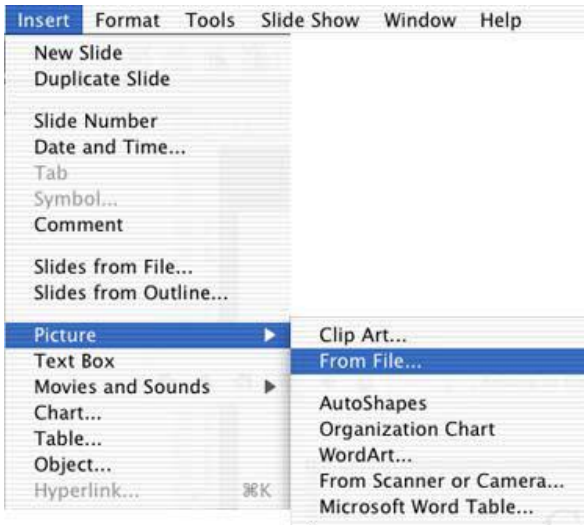 Insert Format Tools Slide Show Window Help
New Slide
Duplicate Slide
Slide Number
Date and Time...
Tab
Symbol...
Comment
Slides from File...
Slides from Outline...
Picture ▶
Text Box
Movies and Sounds ▶
Chart...
Table...
Object...
Hyperlink... ⌘K
Clip Art...
From File...
AutoShapes
Organization Chart
WordArt...
From Scanner or Camera...
Microsoft Word Table...